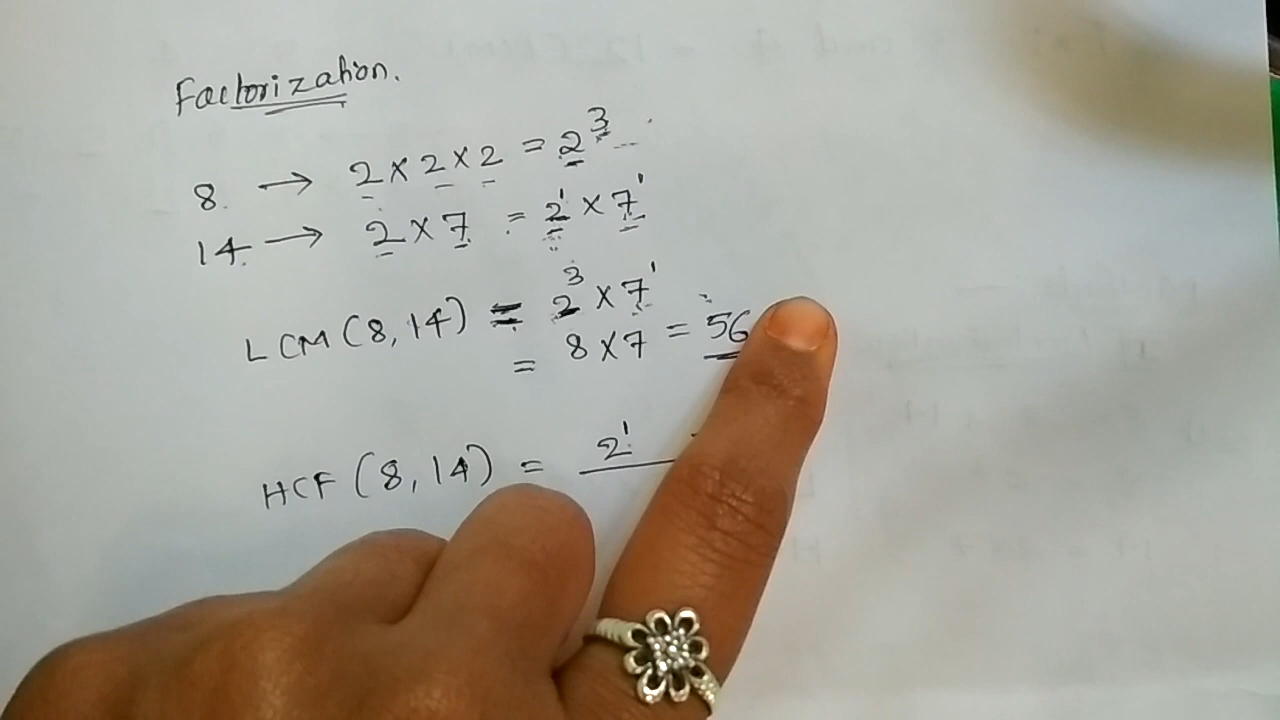 Factorization.
8 → 2 × 2 × 2 = 2³
14 → 2 × 7 = 2¹ × 7¹
LCM (8, 14) = 2³ × 7¹
= 8 × 7 = 56
HCF (8, 14) = 2¹